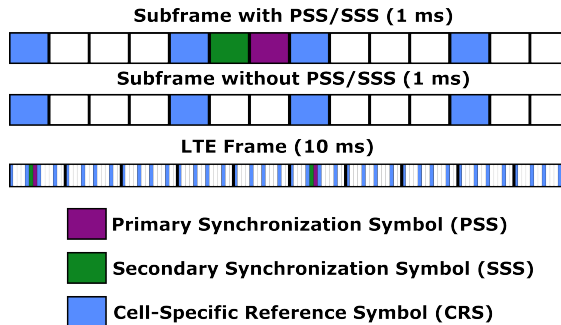 Subframe with PSS/SSS (1 ms)
Subframe without PSS/SSS (1 ms)
LTE Frame (10 ms)
Primary Synchronization Symbol (PSS)
Secondary Synchronization Symbol (SSS)
Cell-Specific Reference Symbol (CRS)